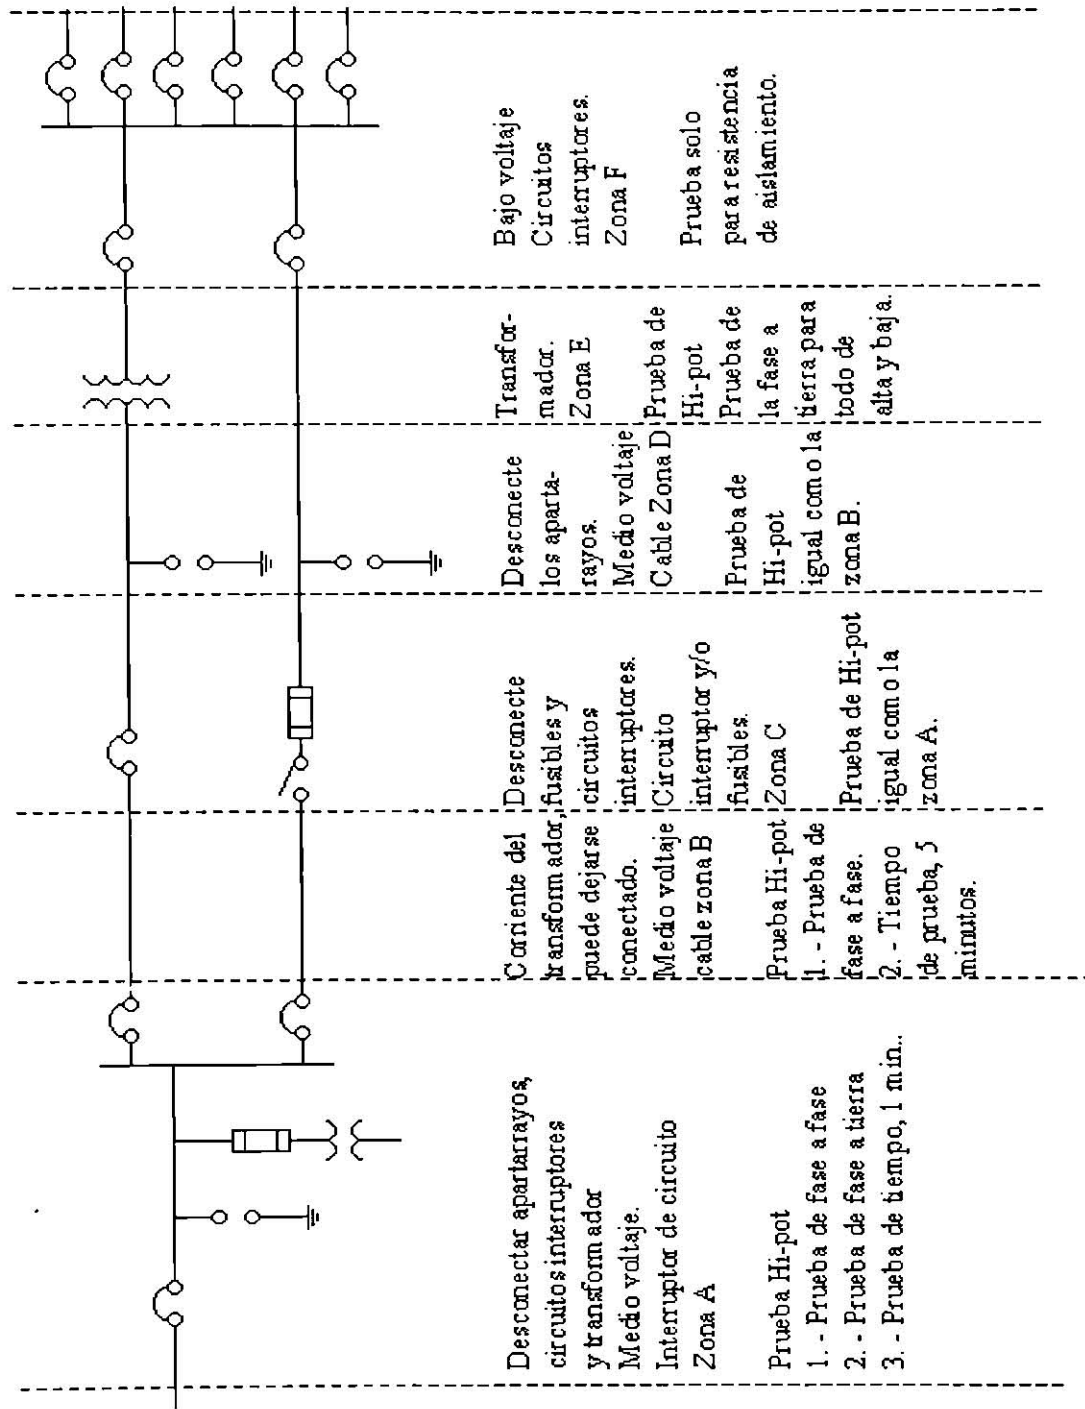 Desconectar apartarrayos,
circuitos interruptores
y transformador
Medio voltaje.
Interruptor de circuito
Zona A
Prueba Hi-pot
1. - Prueba de fase a fase
2. - Prueba de fase a tierra
3. - Prueba de tiempo, 1 min..
Corriente del
transformador,
puede dejarse
conectado.
Medio voltaje
cable zona B
Prueba Hi-pot
1. - Prueba de
fase a fase.
2. - Tiempo
de prueba, 5
minutos.
Desconecte
fusibles y
circuitos
interruptores.
Circuito
interruptor y/o
fusibles.
Zona C
Prueba de Hi-pot
igual como la
zona A.
Desconecte
los aparta-
rayos.
Medio voltaje
Cable Zona D
Prueba de
Hi-pot
igual como la
zona B.
Transfor-
mador.
Zona E
Prueba de
Hi-pot
Prueba de
la fase a
tierra para
todo de
alta y baja.
Bajo voltaje
Circuitos
interruptores.
Zona F
Prueba solo
para resistencia
de aislamiento.